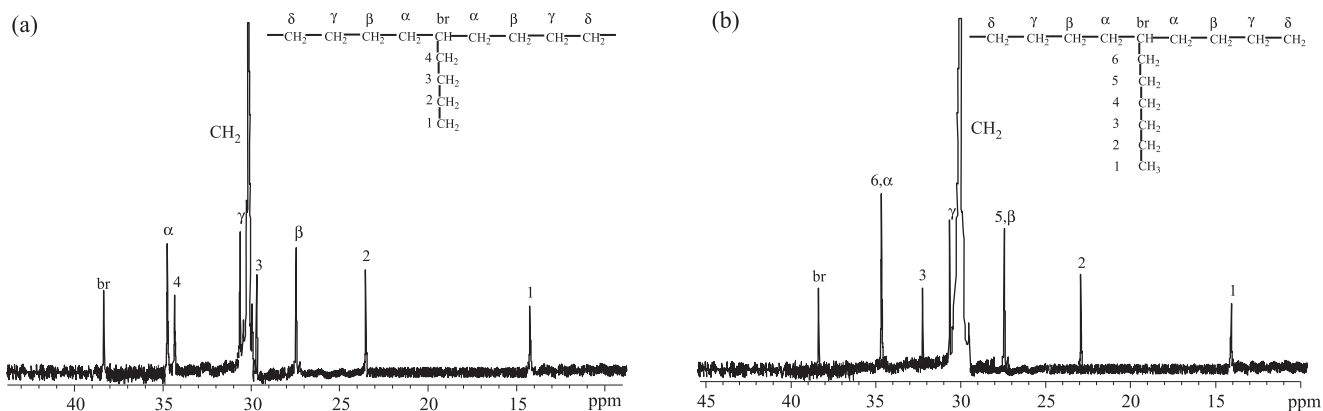 (a)
δ γ β α br α β γ δ
CH₂ CH₂ CH₂ CH₂ CH CH₂ CH₂ CH₂ CH₂
4 CH₂
3 CH₂
2 CH₂
1 CH₂
CH₂
α
γ
β
br
4
3
2
1
40 35 30 25 20 15 ppm
(b)
δ γ β α br α β γ δ
CH₂ CH₂ CH₂ CH₂ CH CH₂ CH₂ CH₂ CH₂
6 CH₂
5 CH₂
4 CH₂
3 CH₂
2 CH₂
1 CH₃
CH₂
6,α
γ
5,β
br
3
2
1
45 40 35 30 25 20 15 ppm